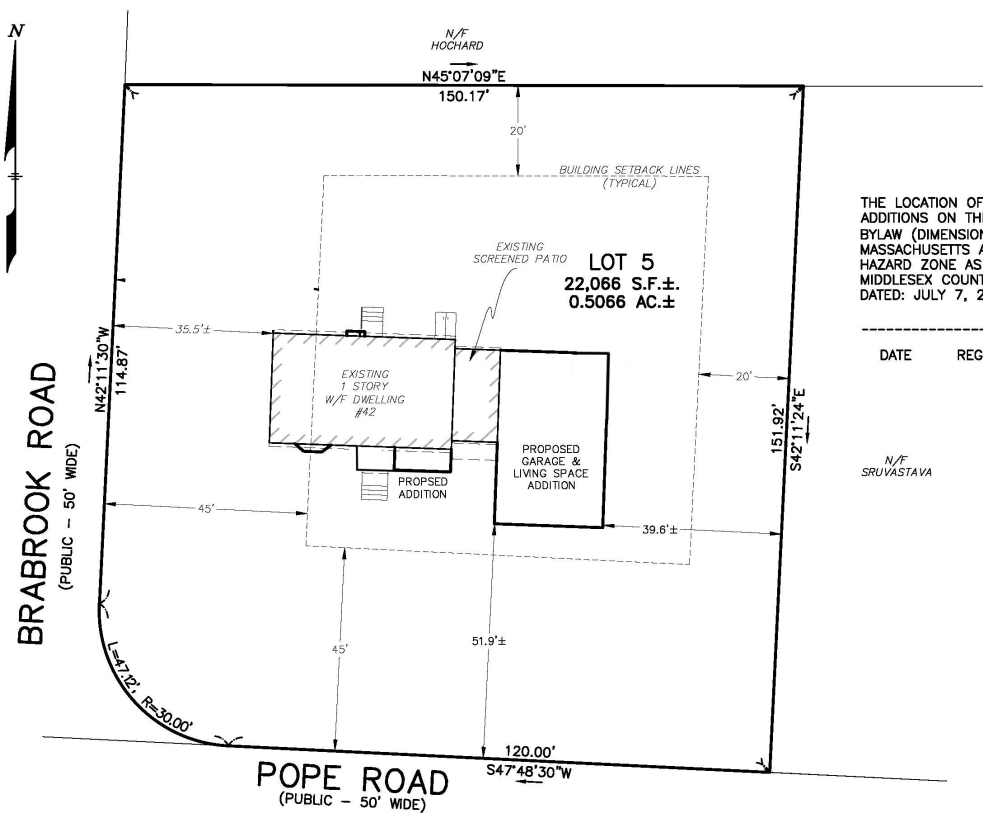 N
N/F
HOCHARD
N45°07'09"E
150.17'
20'
BUILDING SETBACK LINES
(TYPICAL)
THE LOCATION OF
ADDITIONS ON TH
BYLAW (DIMENSION
MASSACHUSETTS A
HAZARD ZONE AS
MIDDLESEX COUNT
DATED: JULY 7, 2
DATE REG
EXISTING
SCREENED PATIO
LOT 5
22,066 S.F.±.
0.5066 AC.±
35.5'±
N42°11'30"W
114.87'
EXISTING
1 STORY
W/F DWELLING
#42
20'
151.92'
S42°11'24"E
N/F
SRUVASTAVA
PROPOSED
GARAGE &
LIVING SPACE
ADDITION
PROPSED
ADDITION
45'
39.6'±
BRABROOK ROAD
(PUBLIC - 50' WIDE)
45'
51.9'±
L=47.12', R=30.00'
120.00'
S47°48'30"W
POPE ROAD
(PUBLIC - 50' WIDE)